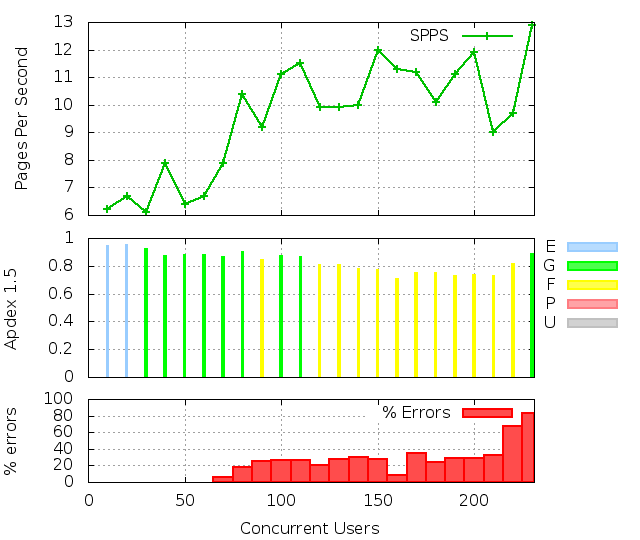 13
12
11
10
9
8
7
6
Pages Per Second
SPPS
1
0.8
0.6
0.4
0.2
0
Apdex 1.5
E
G
F
P
U
100
80
60
40
20
0
% errors
% Errors
0 50 100 150 200
Concurrent Users